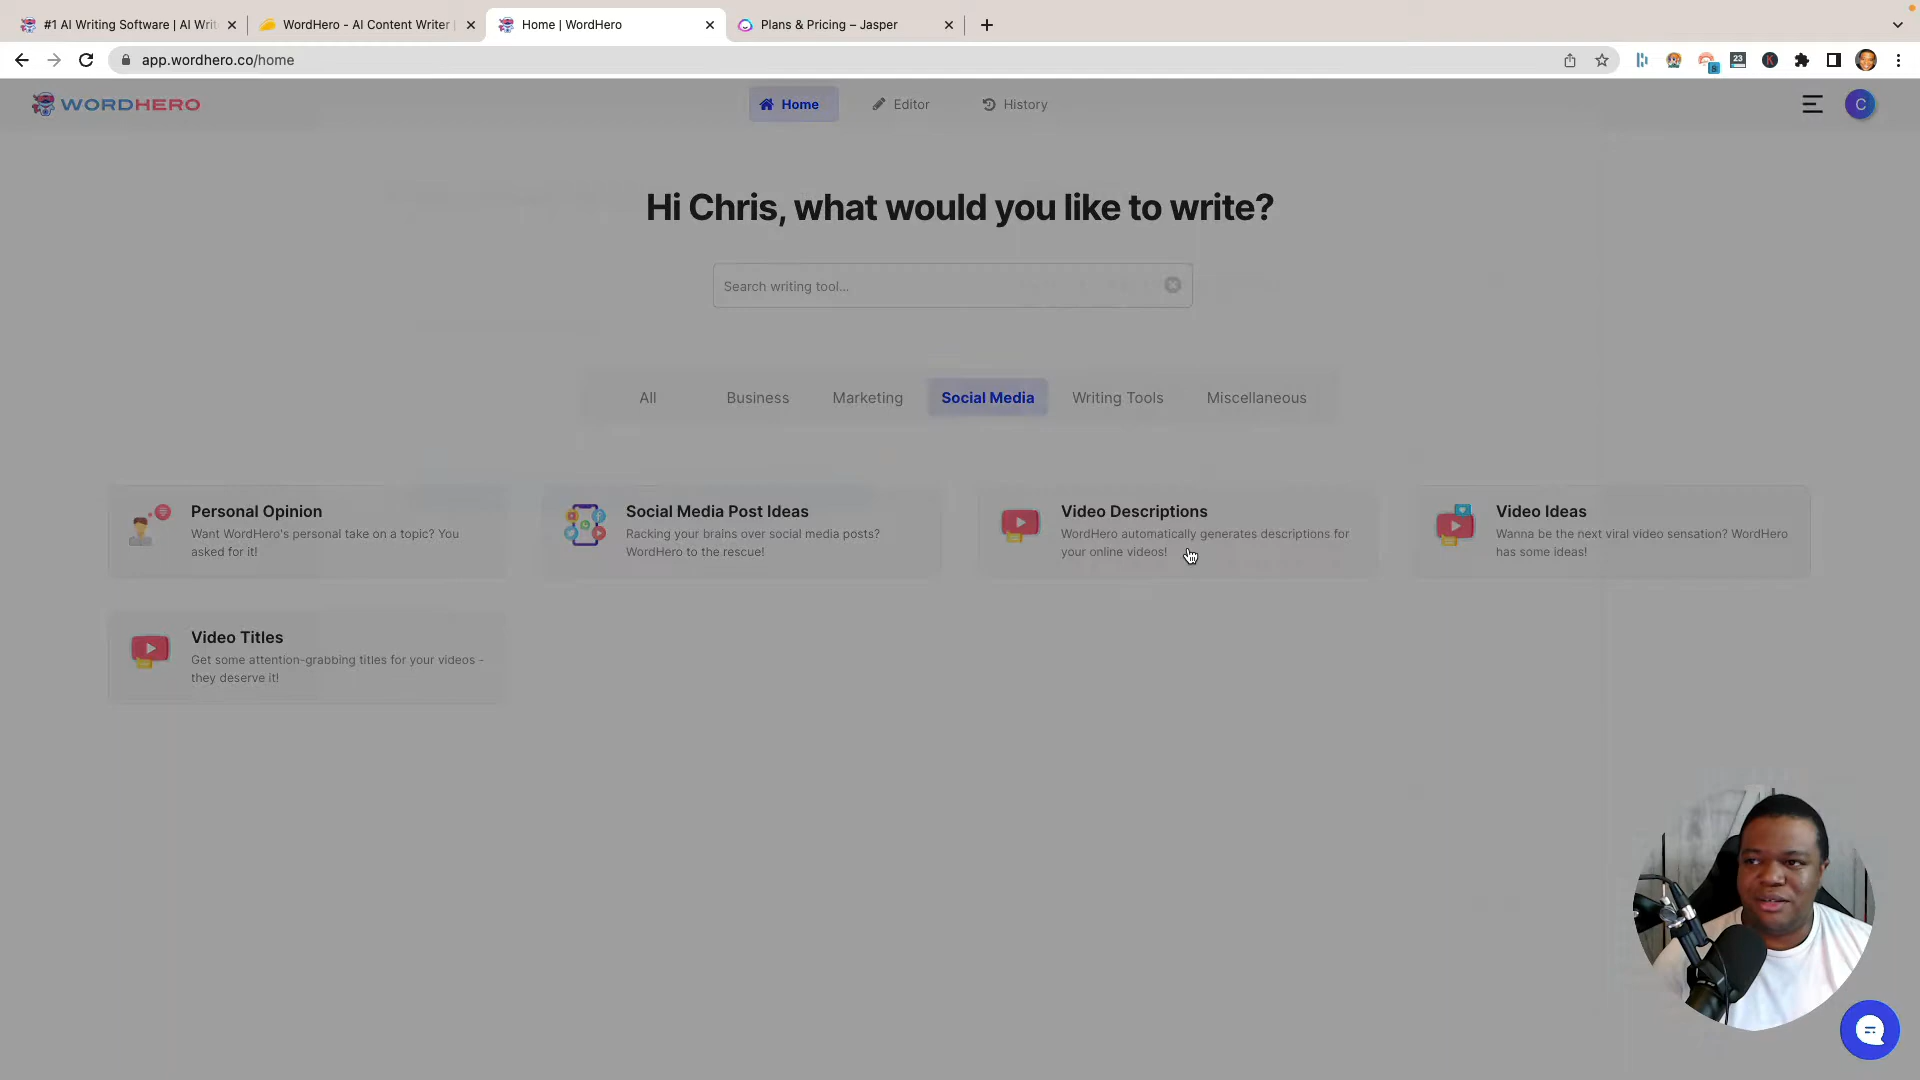 #1 AI Writing Software | AI Writ
WordHero - AI Content Writer |
Home | WordHero
Plans & Pricing – Jasper
app.wordhero.co/home
23
K
WORDHERO
Home
Editor
History
C
Hi Chris, what would you like to write?
Search writing tool...
All
Business
Marketing
Social Media
Writing Tools
Miscellaneous
Personal Opinion
Want WordHero's personal take on a topic? You
asked for it!
Social Media Post Ideas
Racking your brains over social media posts?
WordHero to the rescue!
Video Descriptions
WordHero automatically generates descriptions for
your online videos!
Video Ideas
Wanna be the next viral video sensation? WordHero
has some ideas!
Video Titles
Get some attention-grabbing titles for your videos -
they deserve it!